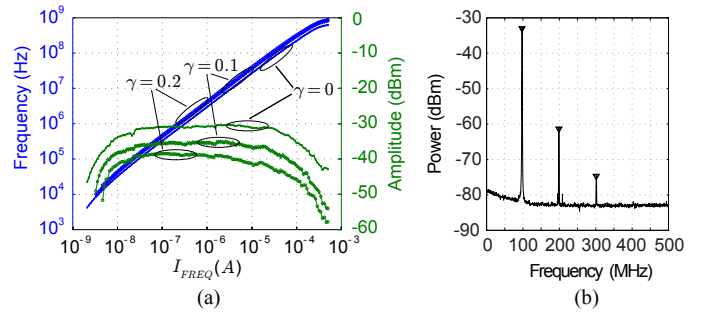 10^9
10^8
10^7
10^6
10^5
10^4
10^3
Frequency (Hz)
γ=0.2
γ=0.1
γ=0
0
-10
-20
-30
-40
-50
-60
Amplitude (dBm)
10^-9 10^-8 10^-7 10^-6 10^-5 10^-4 10^-3
I_FREQ(A)
(a)
-30
-40
-50
-60
-70
-80
-90
Power (dBm)
0 100 200 300 400 500
Frequency (MHz)
(b)